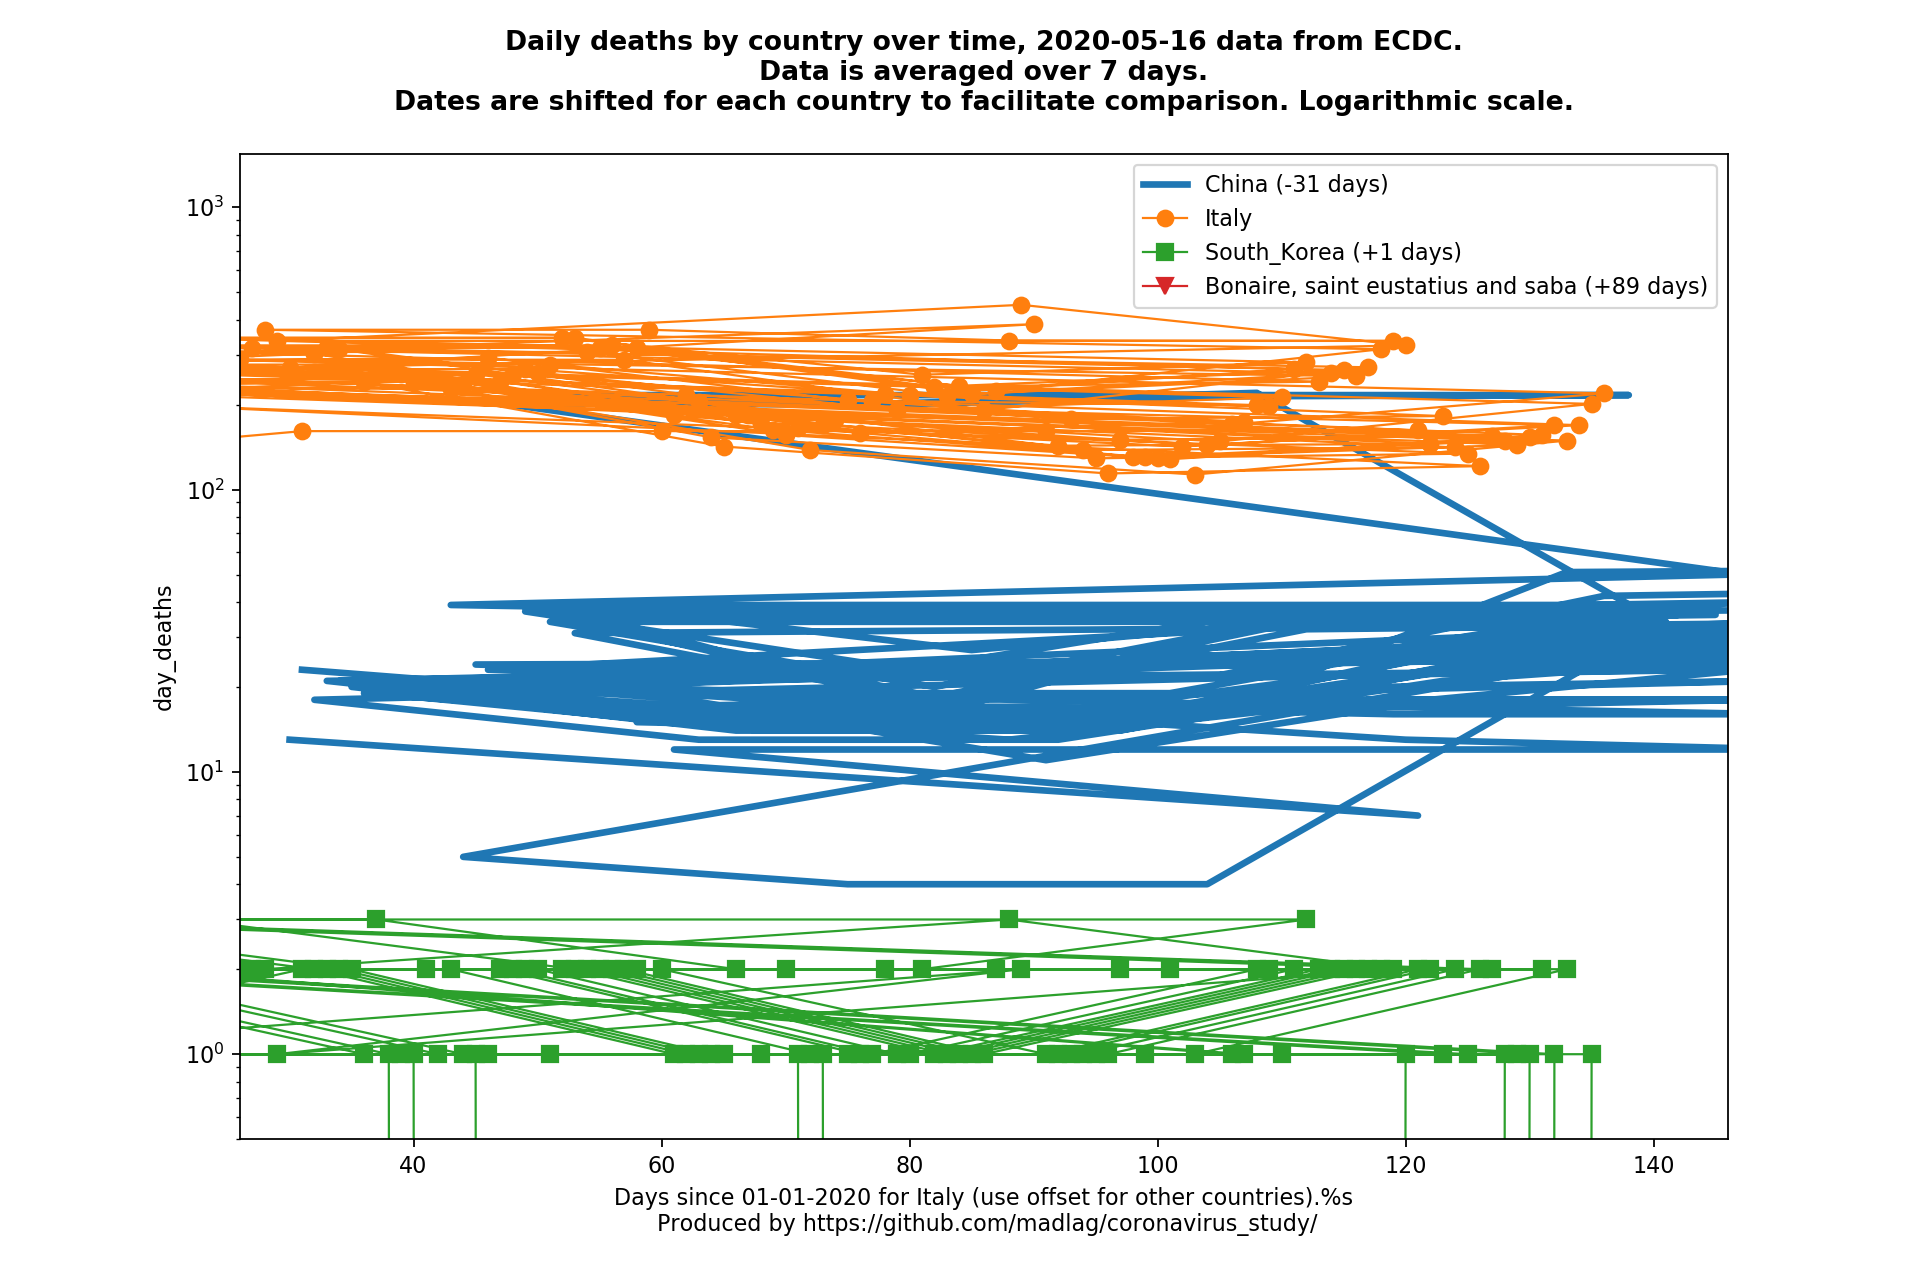 Daily deaths by country over time, 2020-05-16 data from ECDC.
Data is averaged over 7 days.
Dates are shifted for each country to facilitate comparison. Logarithmic scale.
China (-31 days)
Italy
South_Korea (+1 days)
Bonaire, saint eustatius and saba (+89 days)
10³
10²
10¹
10⁰
day_deaths
40 60 80 100 120 140
Days since 01-01-2020 for Italy (use offset for other countries).%s
Produced by https://github.com/madlag/coronavirus_study/